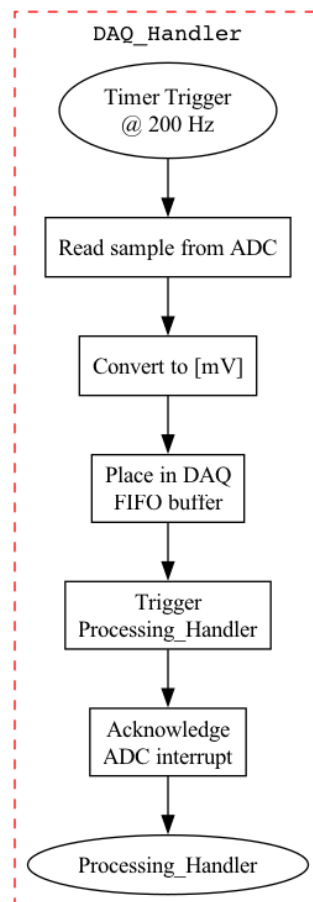 DAQ_Handler
Timer Trigger
@ 200 Hz
Read sample from ADC
Convert to [mV]
Place in DAQ
FIFO buffer
Trigger
Processing_Handler
Acknowledge
ADC interrupt
Processing_Handler